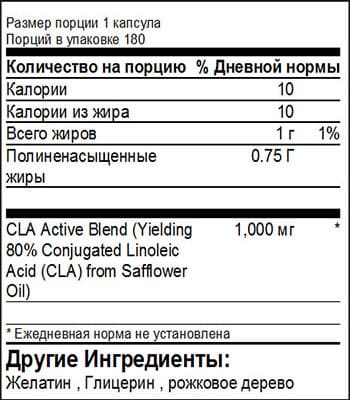 Размер порции 1 капсула
Порций в упаковке 180
Количество на порцию % Дневной нормы
Калории 10
Калории из жира 10
Всего жиров 1 г 1%
Полиненасыщенные 0.75 Г
жиры
CLA Active Blend (Yielding 1,000 мг *
80% Conjugated Linoleic
Acid (CLA) from Safflower
Oil)
* Ежедневная норма не установлена
Другие Ингредиенты:
Желатин , Глицерин , рожковое дерево